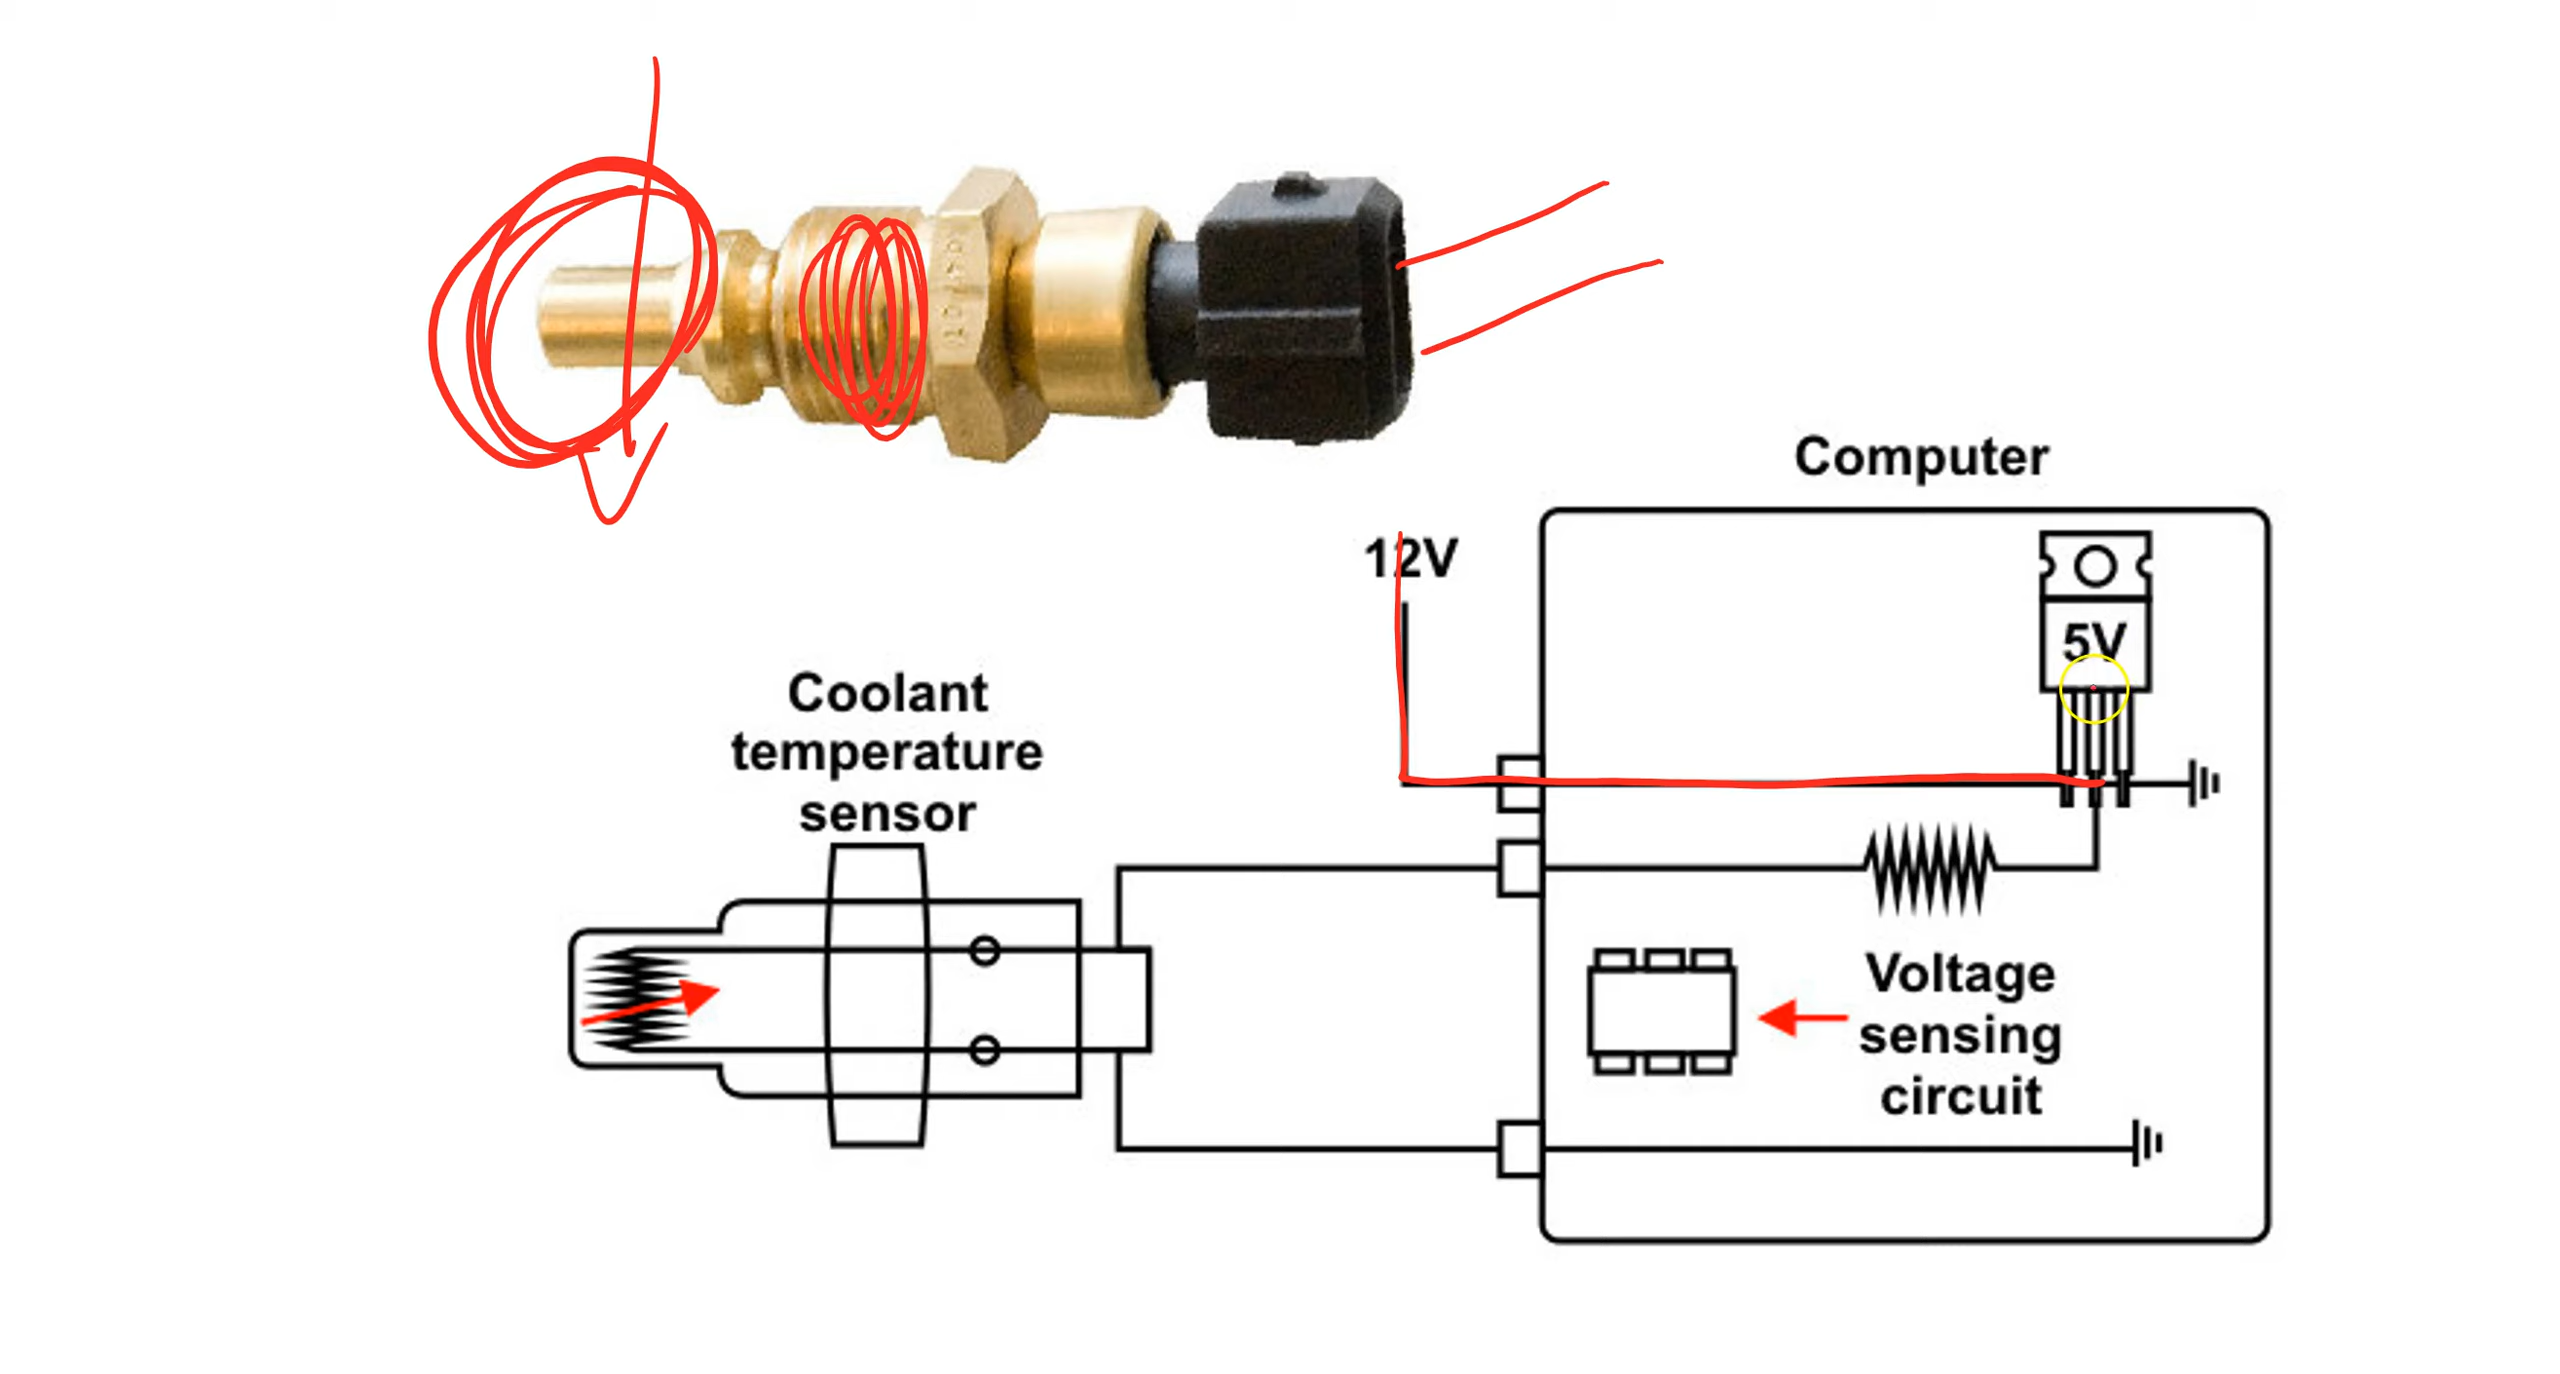 Computer
12V
5V
Coolant
temperature
sensor
Voltage
sensing
circuit